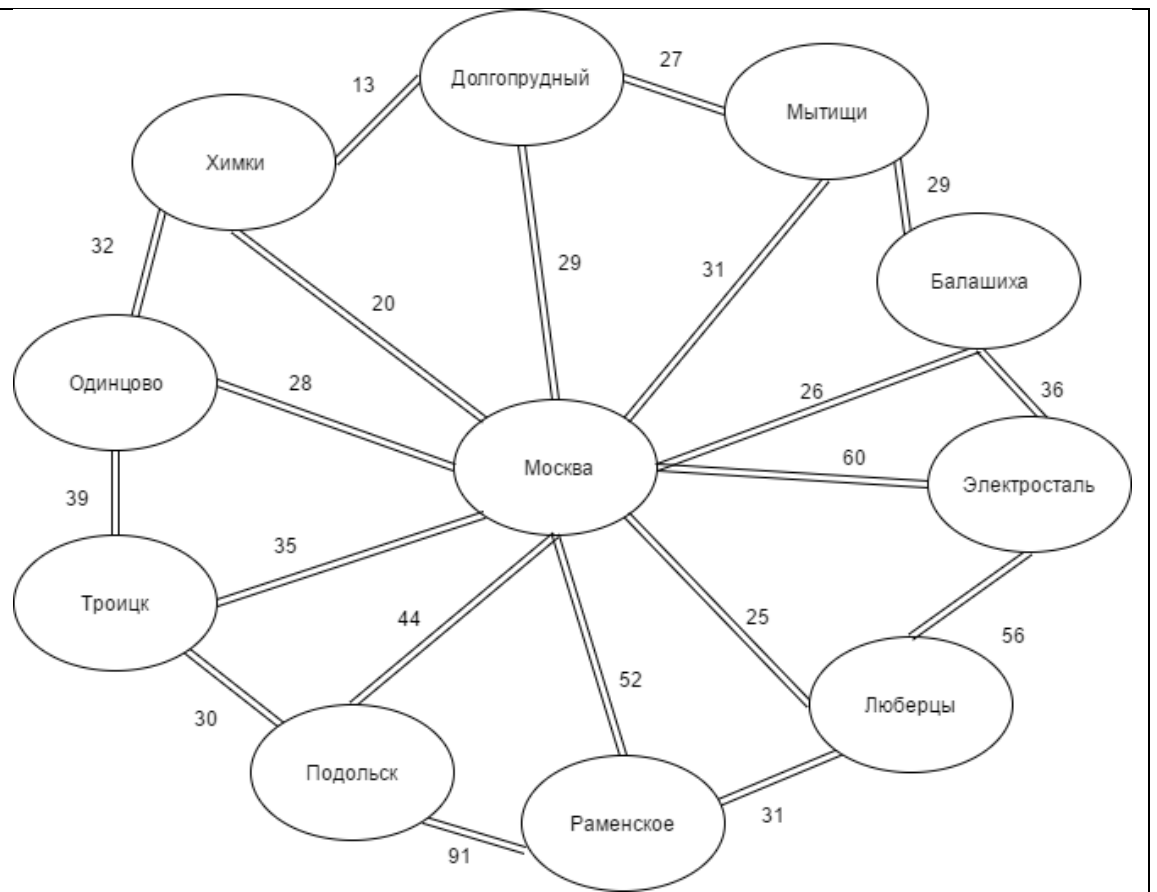 Долгопрудный
27
13
Мытищи
Химки
29
32
29
31
20
Балашиха
Одинцово
28
26
36
Москва
60
Электросталь
39
35
Троицк
44
25
56
52
Люберцы
30
Подольск
Раменское
31
91